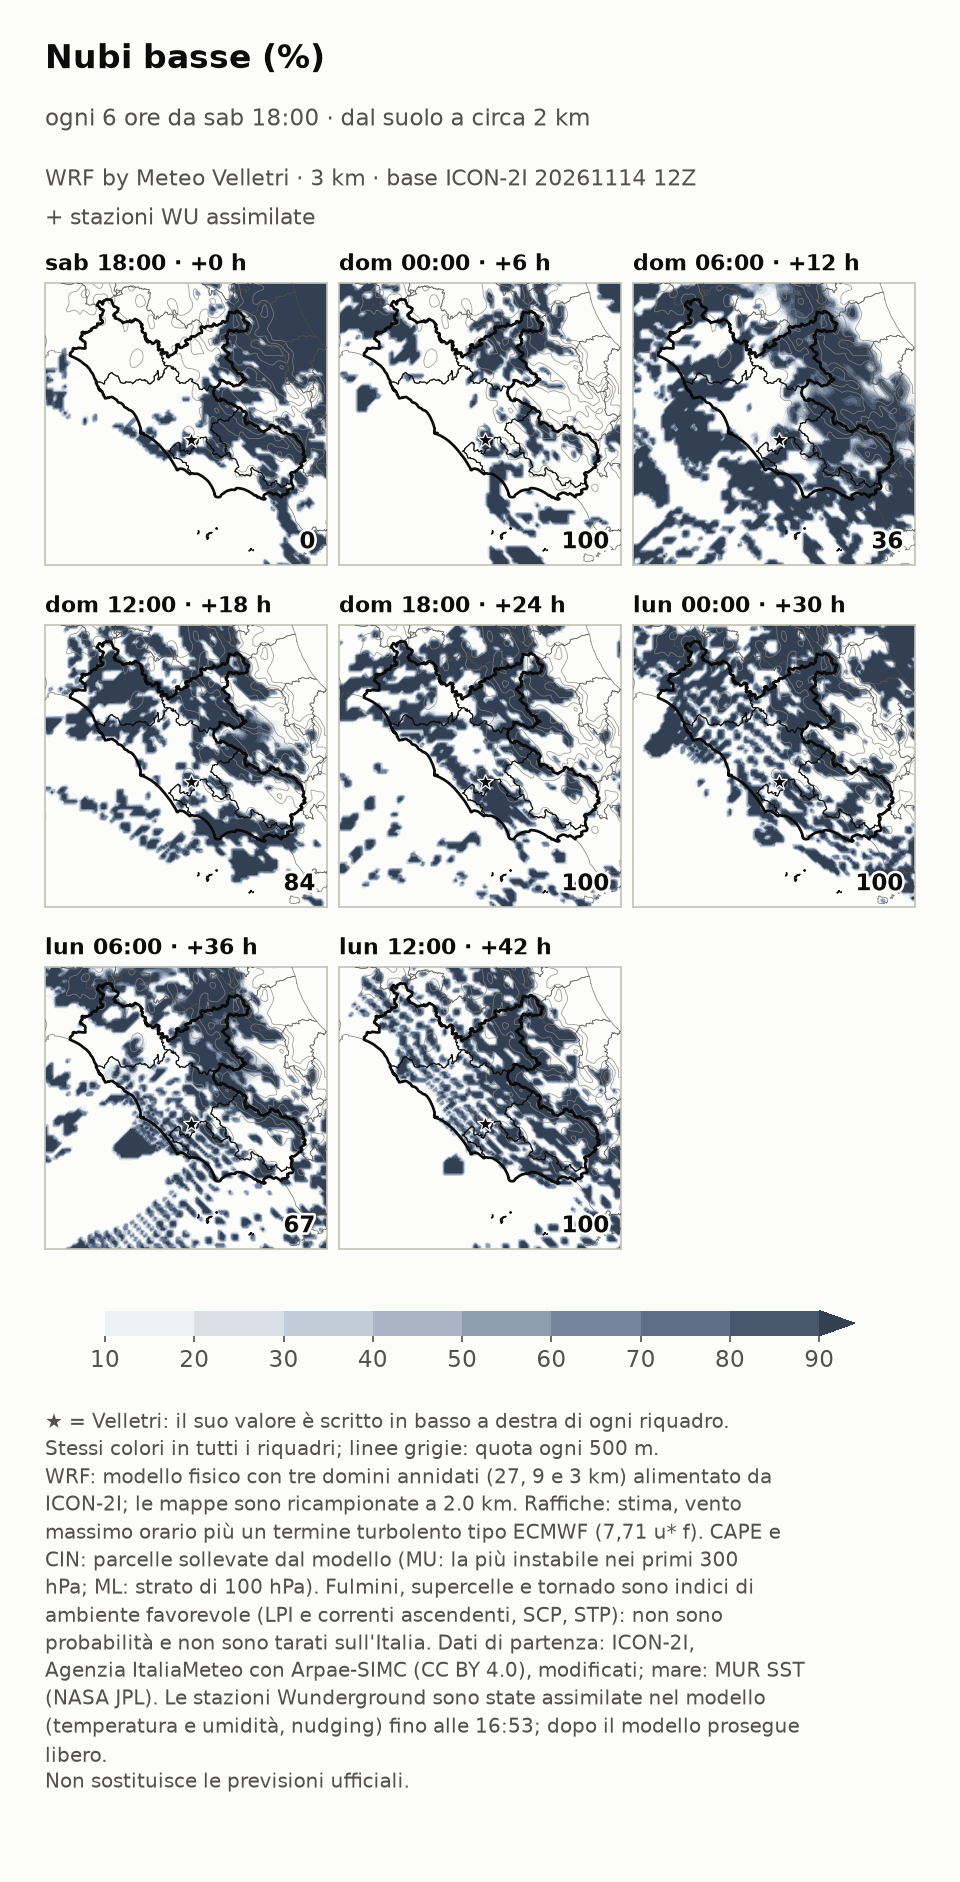 Nubi basse (%)
ogni 6 ore da sab 18:00 · dal suolo a circa 2 km
WRF by Meteo Velletri · 3 km · base ICON-2I 20261114 12Z
+ stazioni WU assimilate
sab 18:00 · +0 h
dom 00:00 · +6 h
dom 06:00 · +12 h
0
100
36
dom 12:00 · +18 h
dom 18:00 · +24 h
lun 00:00 · +30 h
84
100
100
lun 06:00 · +36 h
lun 12:00 · +42 h
67
100
10 20 30 40 50 60 70 80 90
★ = Velletri: il suo valore è scritto in basso a destra di ogni riquadro.
Stessi colori in tutti i riquadri; linee grigie: quota ogni 500 m.
WRF: modello fisico con tre domini annidati (27, 9 e 3 km) alimentato da
ICON-2I; le mappe sono ricampionate a 2.0 km. Raffiche: stima, vento
massimo orario più un termine turbolento tipo ECMWF (7,71 u* f). CAPE e
CIN: parcelle sollevate dal modello (MU: la più instabile nei primi 300
hPa; ML: strato di 100 hPa). Fulmini, supercelle e tornado sono indici di
ambiente favorevole (LPI e correnti ascendenti, SCP, STP): non sono
probabilità e non sono tarati sull'Italia. Dati di partenza: ICON-2I,
Agenzia ItaliaMeteo con Arpae-SIMC (CC BY 4.0), modificati; mare: MUR SST
(NASA JPL). Le stazioni Wunderground sono state assimilate nel modello
(temperatura e umidità, nudging) fino alle 16:53; dopo il modello prosegue
libero.
Non sostituisce le previsioni ufficiali.